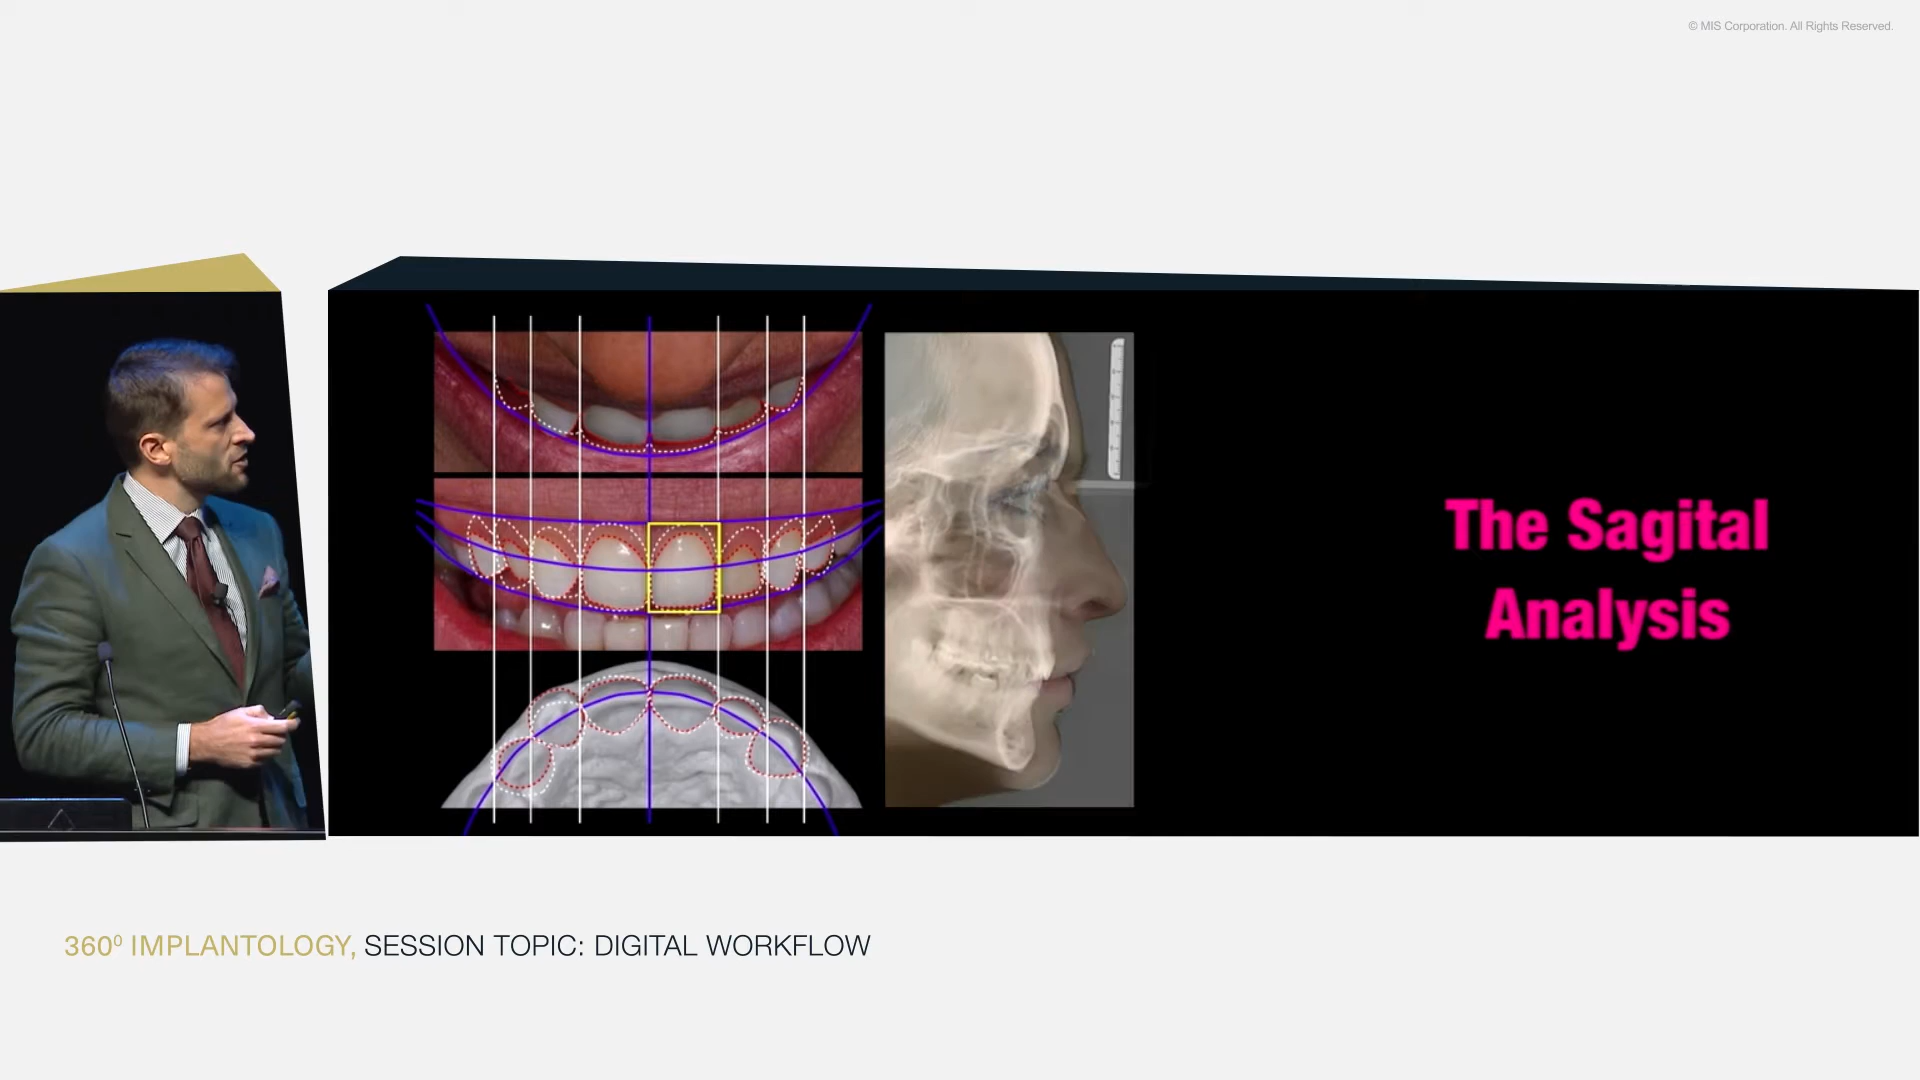 © MIS Corporation. All Rights Reserved.
The Sagital
Analysis
360⁰ IMPLANTOLOGY, SESSION TOPIC: DIGITAL WORKFLOW